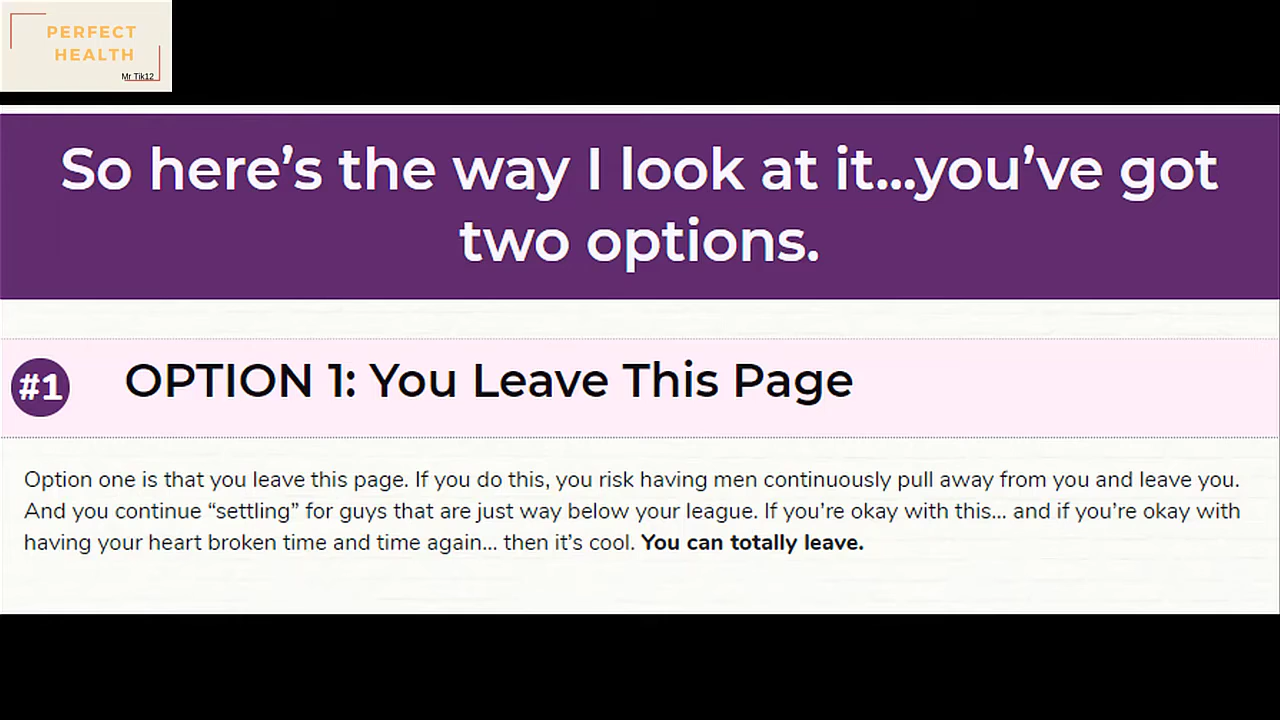 PERFECT
HEALTH
Mr Tik12
So here’s the way I look at it...you’ve got
two options.
#1 OPTION 1: You Leave This Page
Option one is that you leave this page. If you do this, you risk having men continuously pull away from you and leave you.
And you continue “settling” for guys that are just way below your league. If you’re okay with this... and if you’re okay with
having your heart broken time and time again... then it’s cool. You can totally leave.